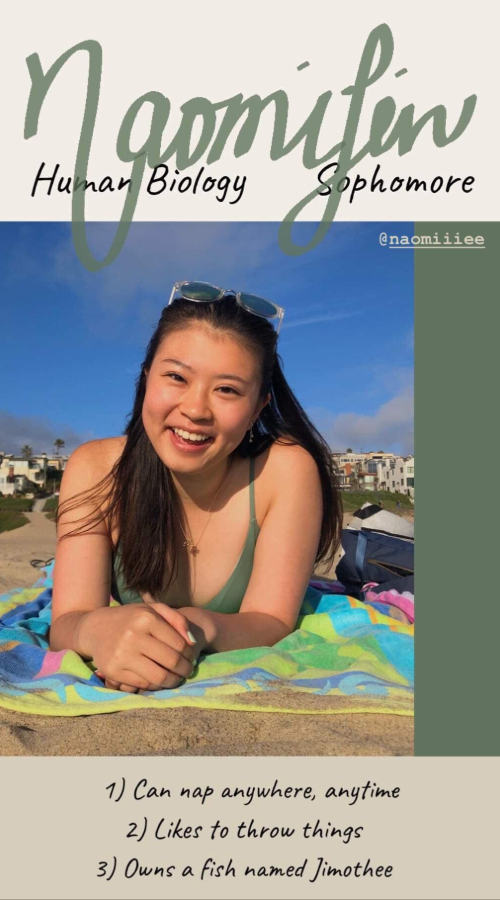 Naomi Lin
Human Biology Sophomore
@naomiiiee
1) Can nap anywhere, anytime
2) Likes to throw things
3) Owns a fish named Jimothee